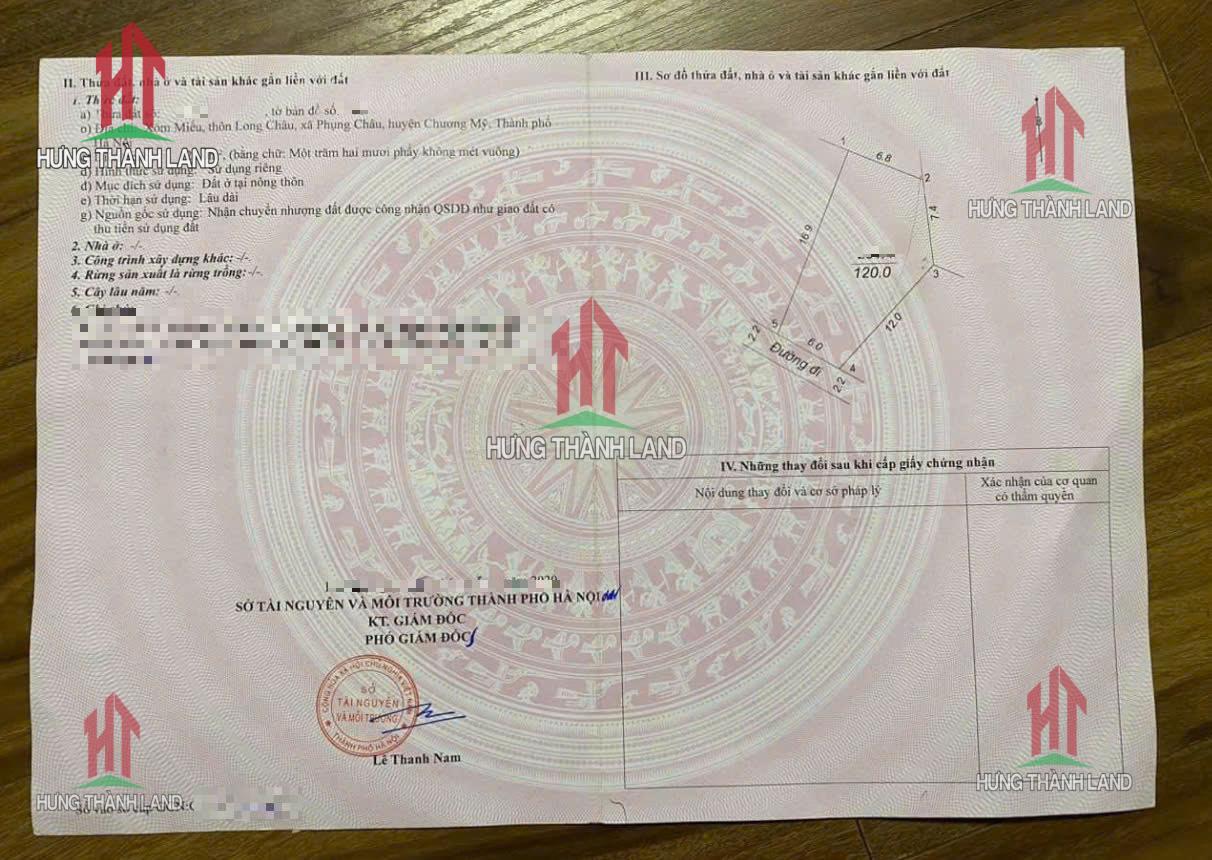 II. Thửa đất, nhà ở và tài sản khác gắn liền với đất
1. Thửa đất:
a) Thửa đất số: , tờ bản đồ số.
Địa chỉ: Xóm Miếu, thôn Long Châu, xã Phụng Châu, huyện Chương Mỹ, Thành phố
Hà Nội
(bằng chữ: Một trăm hai mươi phẩy không mét vuông)
d) Hình thức sử dụng: Sử dụng riêng
đ) Mục đích sử dụng: Đất ở tại nông thôn
e) Thời hạn sử dụng: Lâu dài
g) Nguồn gốc sử dụng: Nhận chuyển nhượng đất được công nhận QSDĐ như giao đất có
thu tiền sử dụng đất
2. Nhà ở: -/-.
3. Công trình xây dựng khác: -/-.
4. Rừng sản xuất là rừng trồng: -/-.
5. Cây lâu năm: -/-.
SỞ TÀI NGUYÊN VÀ MÔI TRƯỜNG THÀNH PHỐ HÀ NỘI
KT. GIÁM ĐỐC
PHÓ GIÁM ĐỐC
CỘNG HÒA XÃ HỘI CHỦ NGHĨA VIỆT NAM
SỞ
TÀI NGUYÊN
VÀ MÔI TRƯỜNG
THÀNH PHỐ HÀ NỘI
Lê Thanh Nam
III. Sơ đồ thửa đất, nhà ở và tài sản khác gắn liền với đất
B
1
6.8
2
7.4
16.9
120.0
3
12.0
5
2.2
6.0
4
Đường đi
2.2
IV. Những thay đổi sau khi cấp giấy chứng nhận
Nội dung thay đổi và cơ sở pháp lý
Xác nhận của cơ quan
có thẩm quyền
HƯNG THÀNH LAND
HƯNG THÀNH LAND
HƯNG THÀNH LAND
HƯNG THÀNH LAND
HƯNG THÀNH LAND